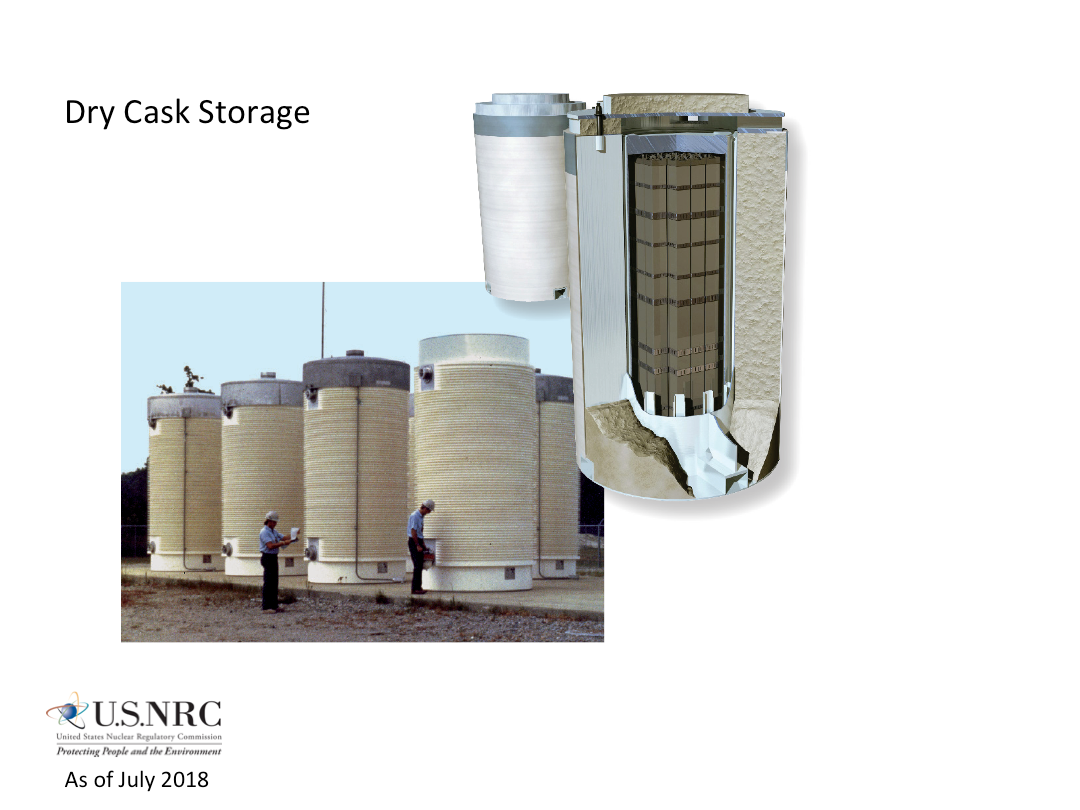 Dry Cask Storage
U.S.NRC
United States Nuclear Regulatory Commission
Protecting People and the Environment
As of July 2018